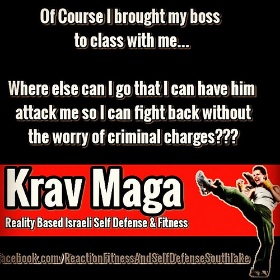 Of Course I brought my boss
to class with me...
Where else can I go that I can have him
attack me so I can fight back without
the worry of criminal charges???
Krav Maga
Reality Based Israeli Self Defense & Fitness
facebook.com/ReactionFitnessAndSelfDefenseSouthlake